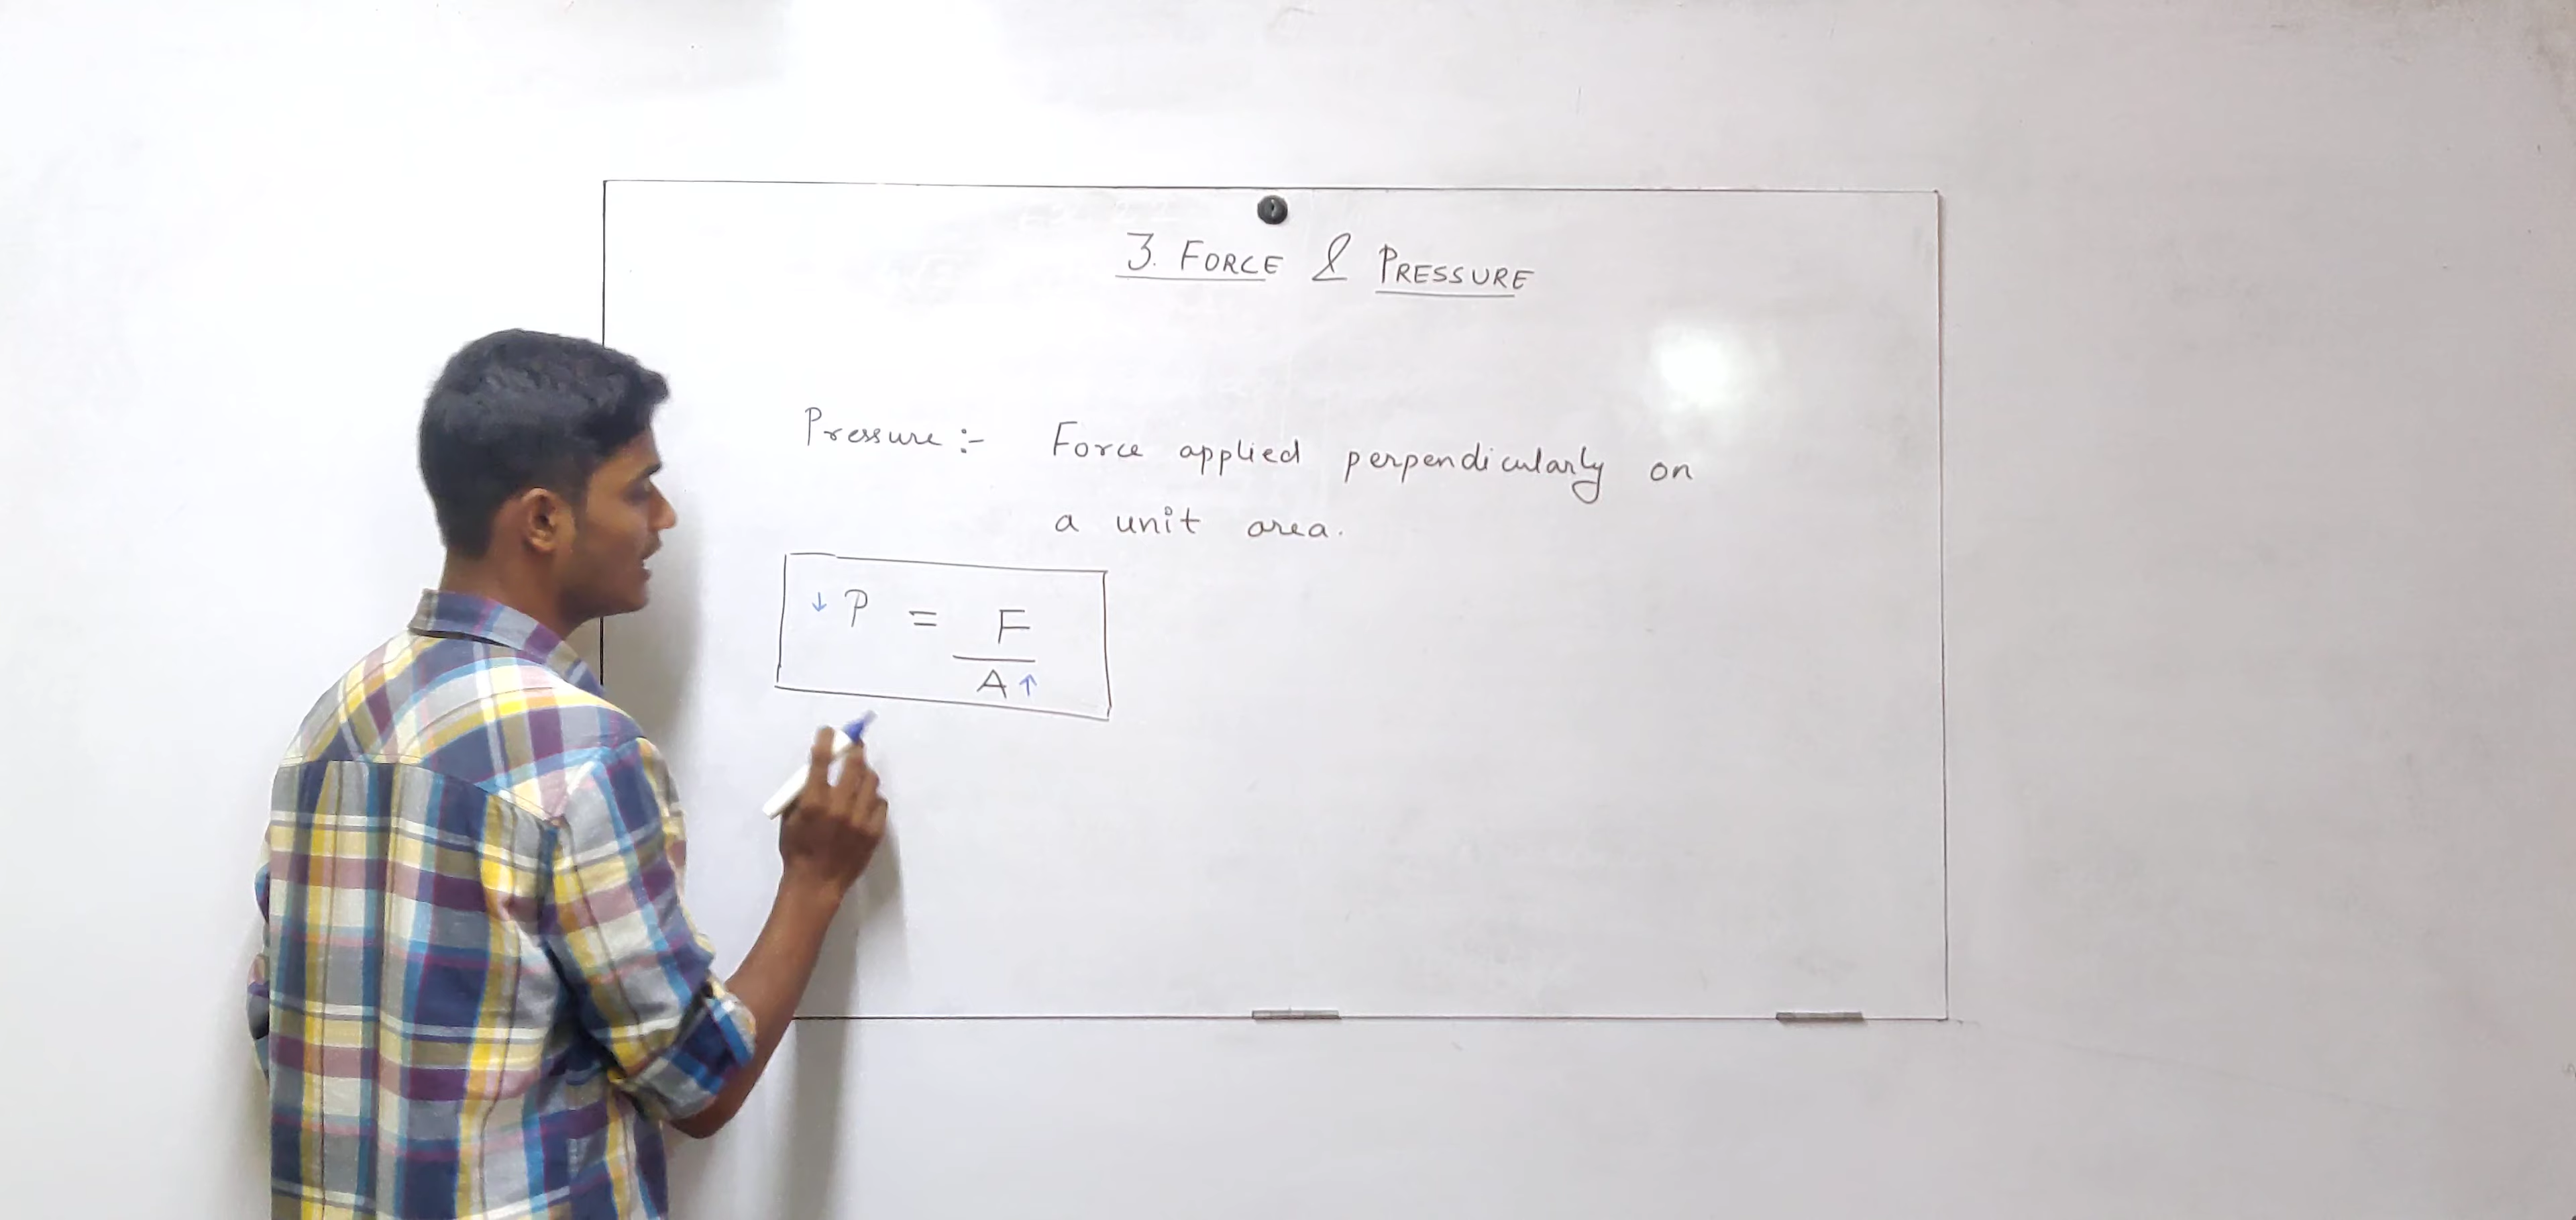 3. FORCE & PRESSURE
Pressure :- Force applied perpendicularly on
a unit area.
↓ P = F
A ↑